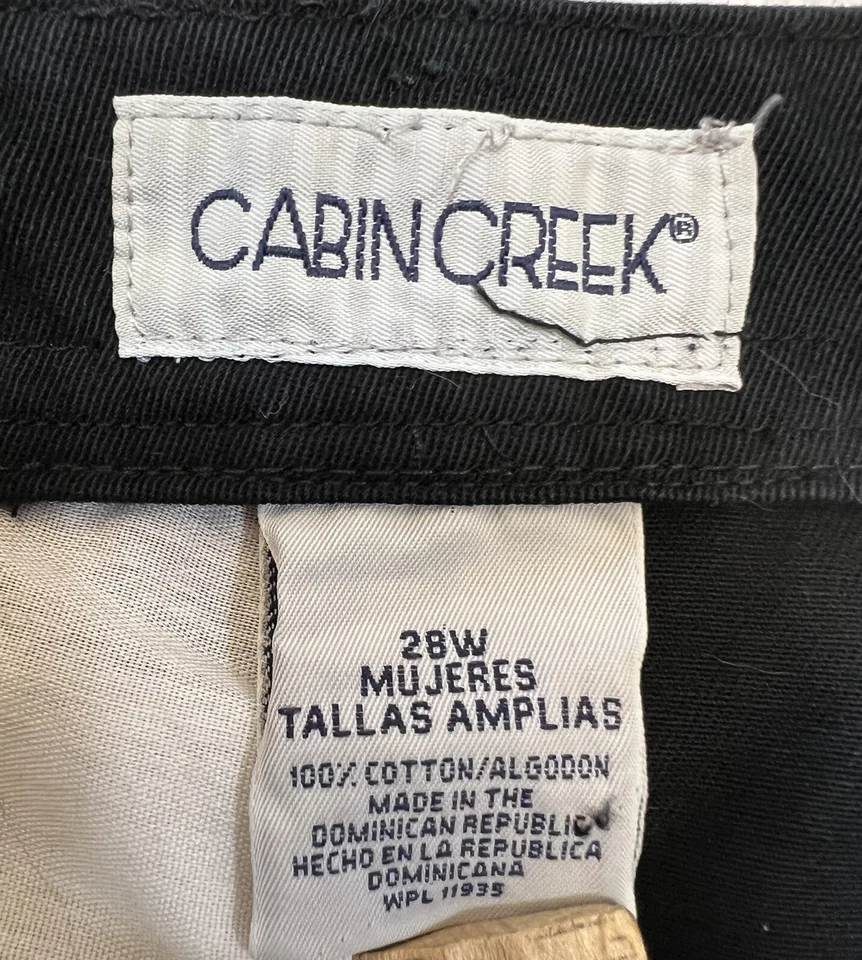 CABIN CREEK®
28W
MUJERES
TALLAS AMPLIAS
100% COTTON/ALGODON
MADE IN THE
DOMINICAN REPUBLIC
HECHO EN LA REPUBLICA
DOMINICANA
WPL 11935